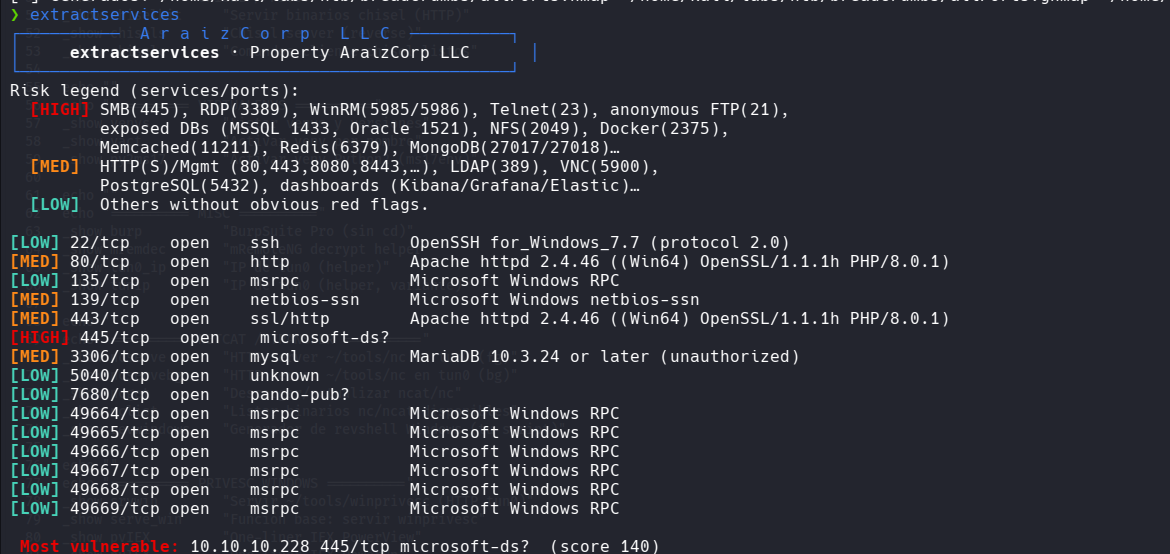 ❯ extractservices
A r a i z C o r p   L L C
extractservices · Property AraizCorp LLC
Risk legend (services/ports):
[HIGH] SMB(445), RDP(3389), WinRM(5985/5986), Telnet(23), anonymous FTP(21),
exposed DBs (MSSQL 1433, Oracle 1521), NFS(2049), Docker(2375),
Memcached(11211), Redis(6379), MongoDB(27017/27018)…
[MED] HTTP(S)/Mgmt (80,443,8080,8443,…), LDAP(389), VNC(5900),
PostgreSQL(5432), dashboards (Kibana/Grafana/Elastic)…
[LOW] Others without obvious red flags.
[LOW] 22/tcp open ssh OpenSSH for_Windows_7.7 (protocol 2.0)
[MED] 80/tcp open http Apache httpd 2.4.46 ((Win64) OpenSSL/1.1.1h PHP/8.0.1)
[LOW] 135/tcp open msrpc Microsoft Windows RPC
[MED] 139/tcp open netbios-ssn Microsoft Windows netbios-ssn
[MED] 443/tcp open ssl/http Apache httpd 2.4.46 ((Win64) OpenSSL/1.1.1h PHP/8.0.1)
[HIGH] 445/tcp open microsoft-ds?
[MED] 3306/tcp open mysql MariaDB 10.3.24 or later (unauthorized)
[LOW] 5040/tcp open unknown
[LOW] 7680/tcp open pando-pub?
[LOW] 49664/tcp open msrpc Microsoft Windows RPC
[LOW] 49665/tcp open msrpc Microsoft Windows RPC
[LOW] 49666/tcp open msrpc Microsoft Windows RPC
[LOW] 49667/tcp open msrpc Microsoft Windows RPC
[LOW] 49668/tcp open msrpc Microsoft Windows RPC
[LOW] 49669/tcp open msrpc Microsoft Windows RPC
Most vulnerable: 10.10.10.228 445/tcp microsoft-ds? (score 140)